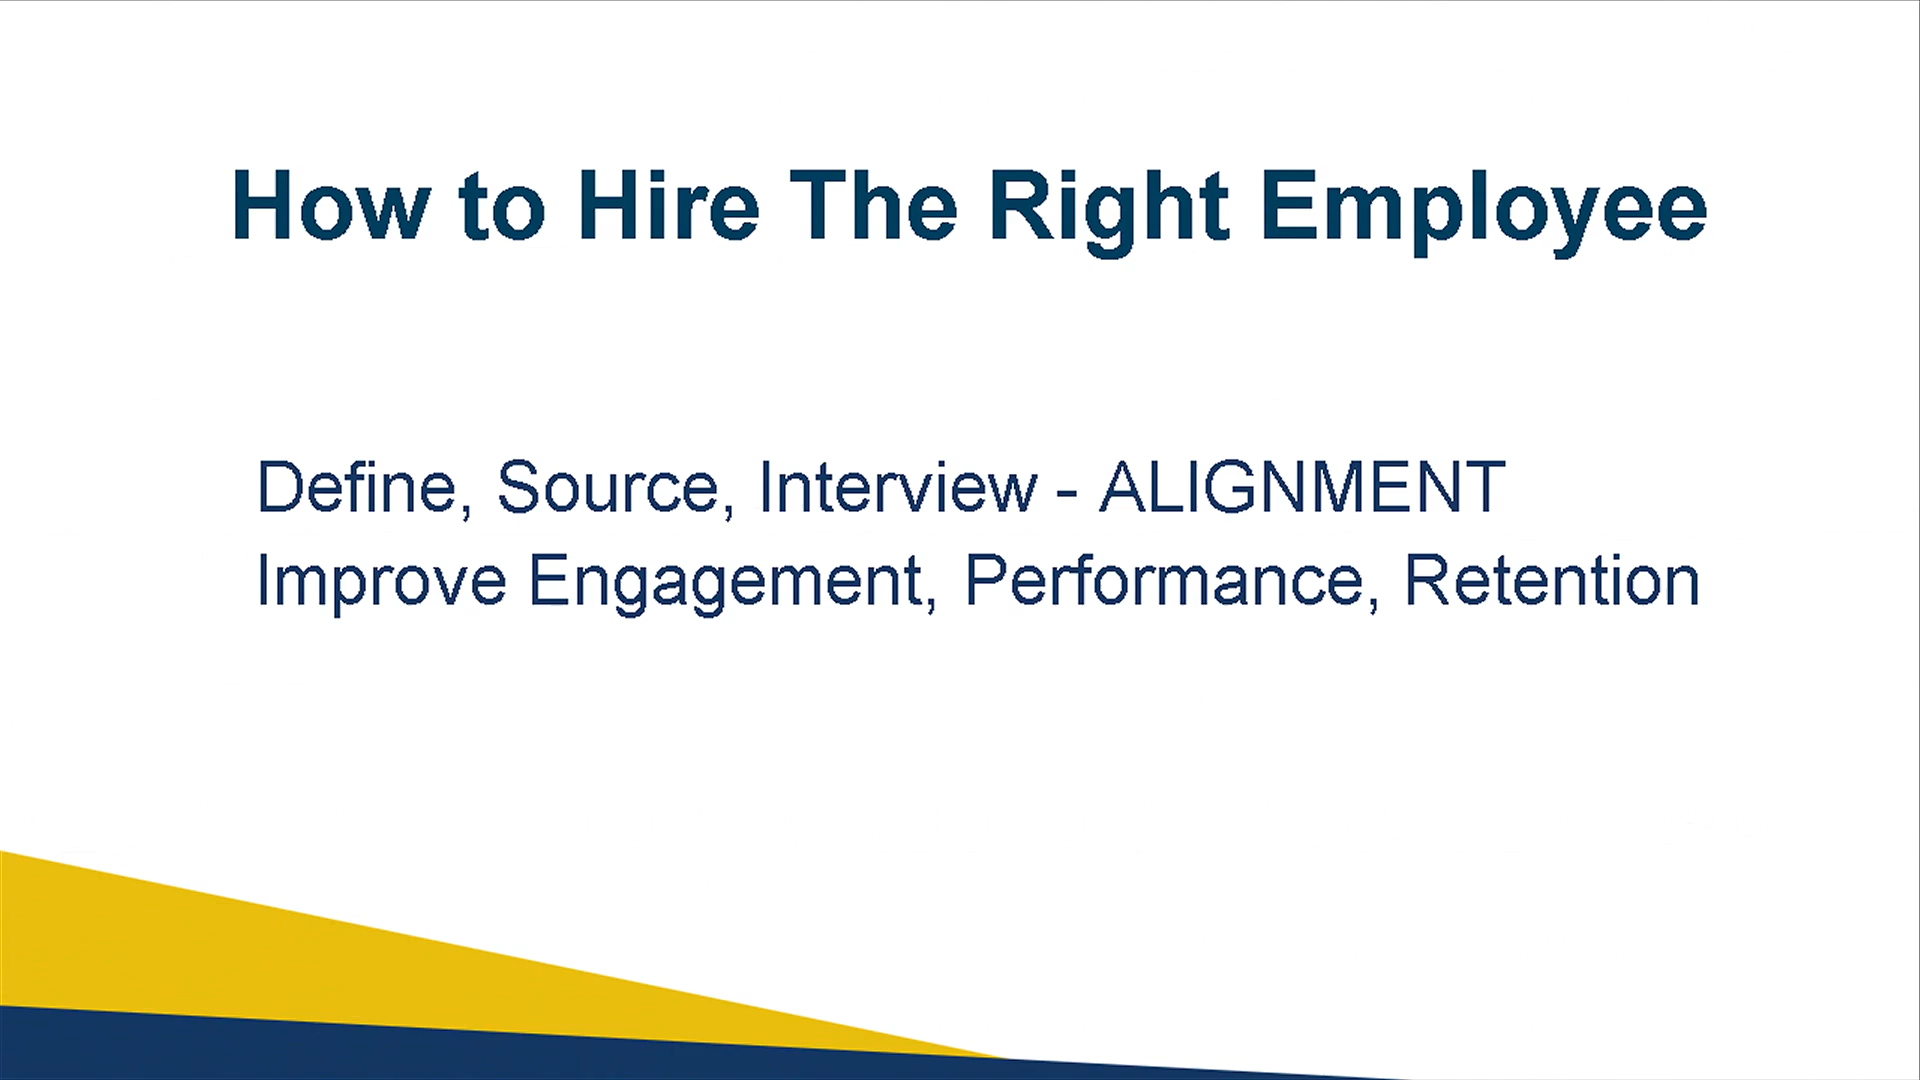 How to Hire The Right Employee
Define, Source, Interview - ALIGNMENT
Improve Engagement, Performance, Retention